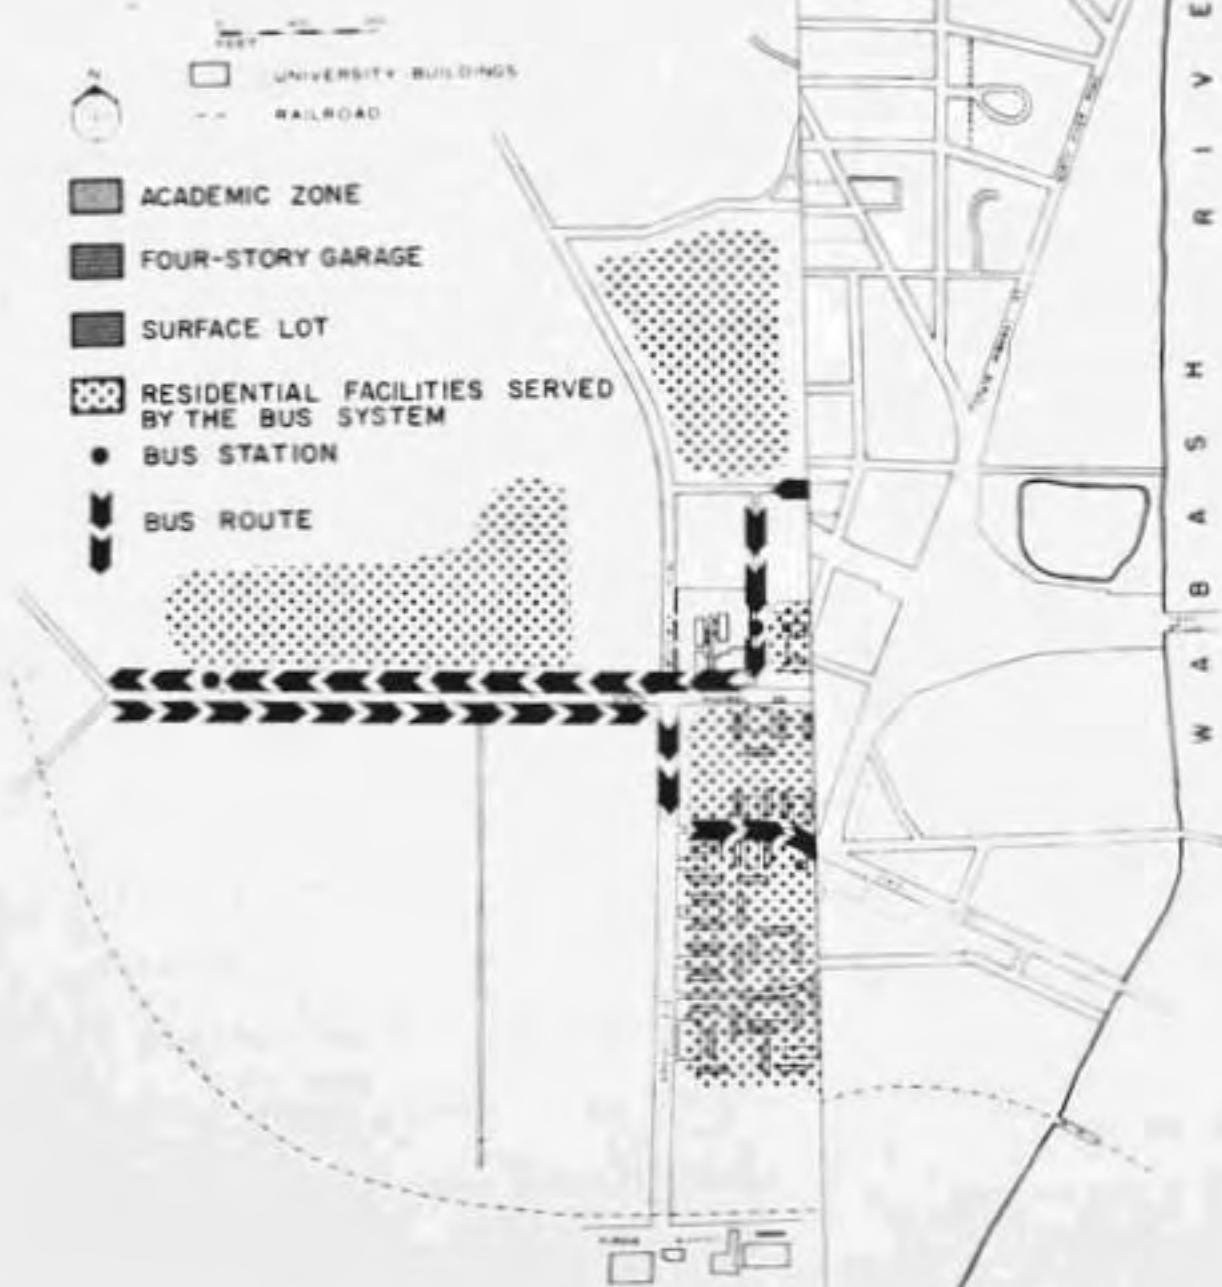 FEET
N
UNIVERSITY BUILDINGS
RAILROAD
ACADEMIC ZONE
FOUR-STORY GARAGE
SURFACE LOT
RESIDENTIAL FACILITIES SERVED
BY THE BUS SYSTEM
BUS STATION
BUS ROUTE
WABASH RIVE